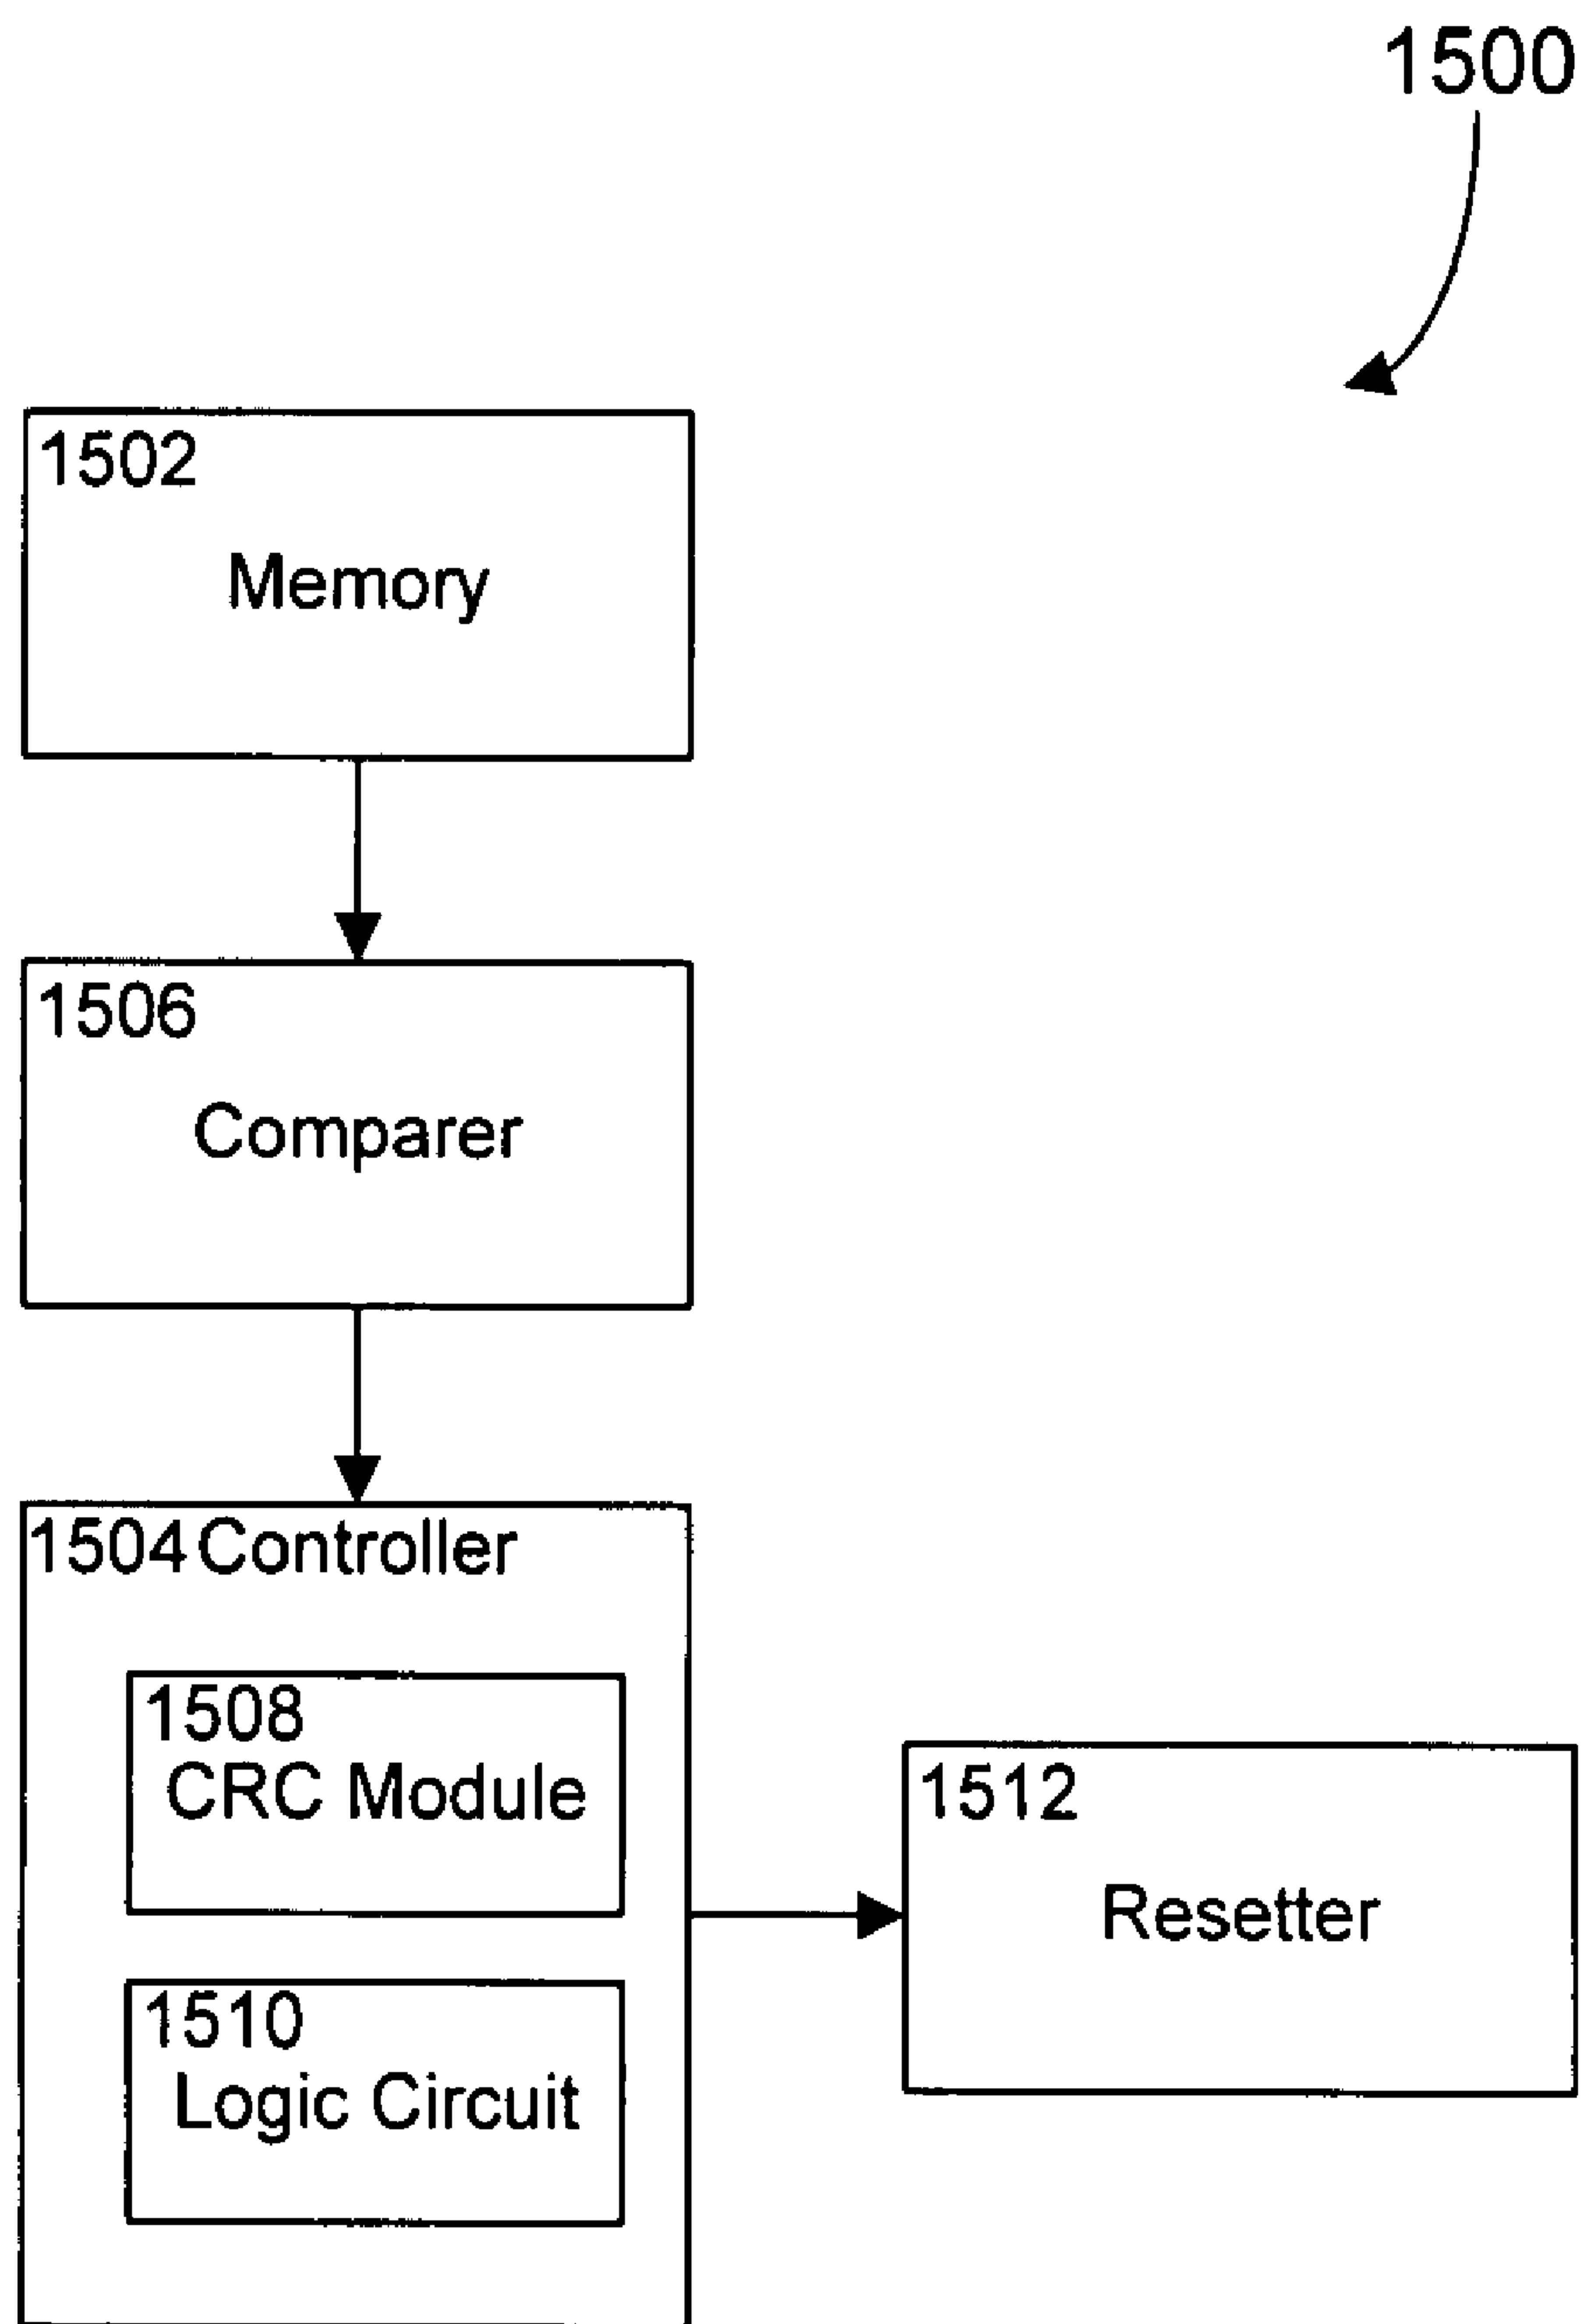 1500
1502
Memory
1506
Comparer
1504 Controller
1508
CRC Module
1512
Resetter
1510
Logic Circuit